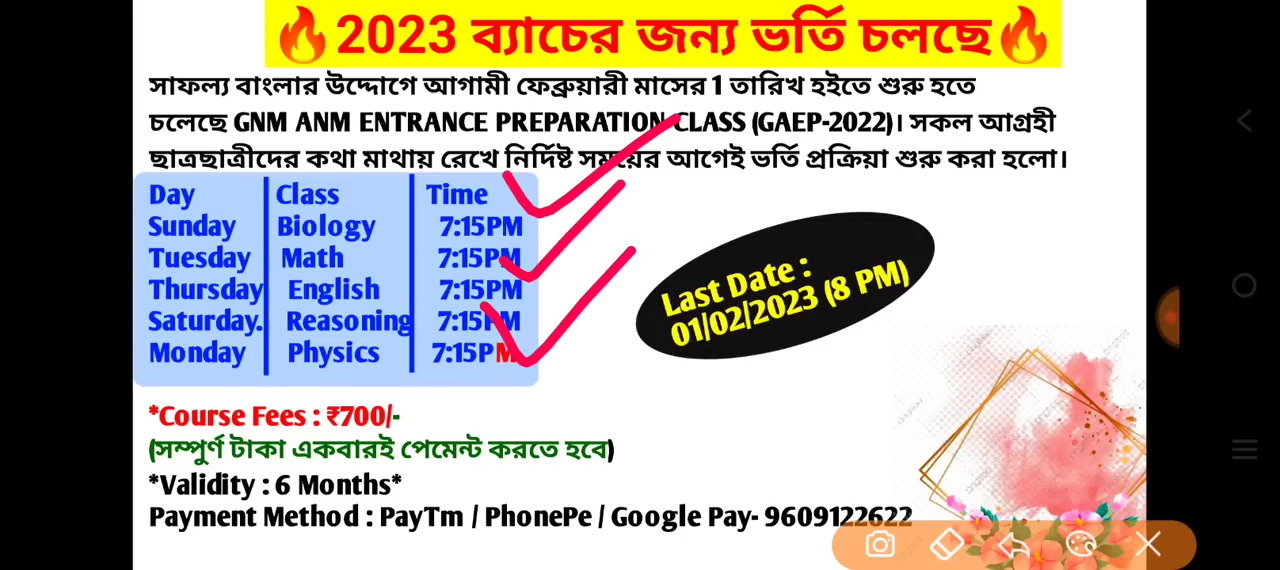 🔥2023 ব্যাচের জন্য ভর্তি চলছে🔥
সাফল্য বাংলার উদ্দোগে আগামী ফেব্রুয়ারী মাসের 1 তারিখ হইতে শুরু হতে
চলেছে GNM ANM ENTRANCE PREPARATION CLASS (GAEP-2022)। সকল আগ্রহী
ছাত্রছাত্রীদের কথা মাথায় রেখে নির্দিষ্ট সময়ের আগেই ভর্তি প্রক্রিয়া শুরু করা হলো।
Day Class Time
Sunday Biology 7:15PM
Tuesday Math 7:15PM
Thursday English 7:15PM
Saturday. Reasoning 7:15PM
Monday Physics 7:15PM
Last Date :
01/02/2023 (8 PM)
*Course Fees : ₹700/-
(সম্পুর্ণ টাকা একবারই পেমেন্ট করতে হবে)
*Validity : 6 Months*
Payment Method : PayTm / PhonePe / Google Pay- 9609122622